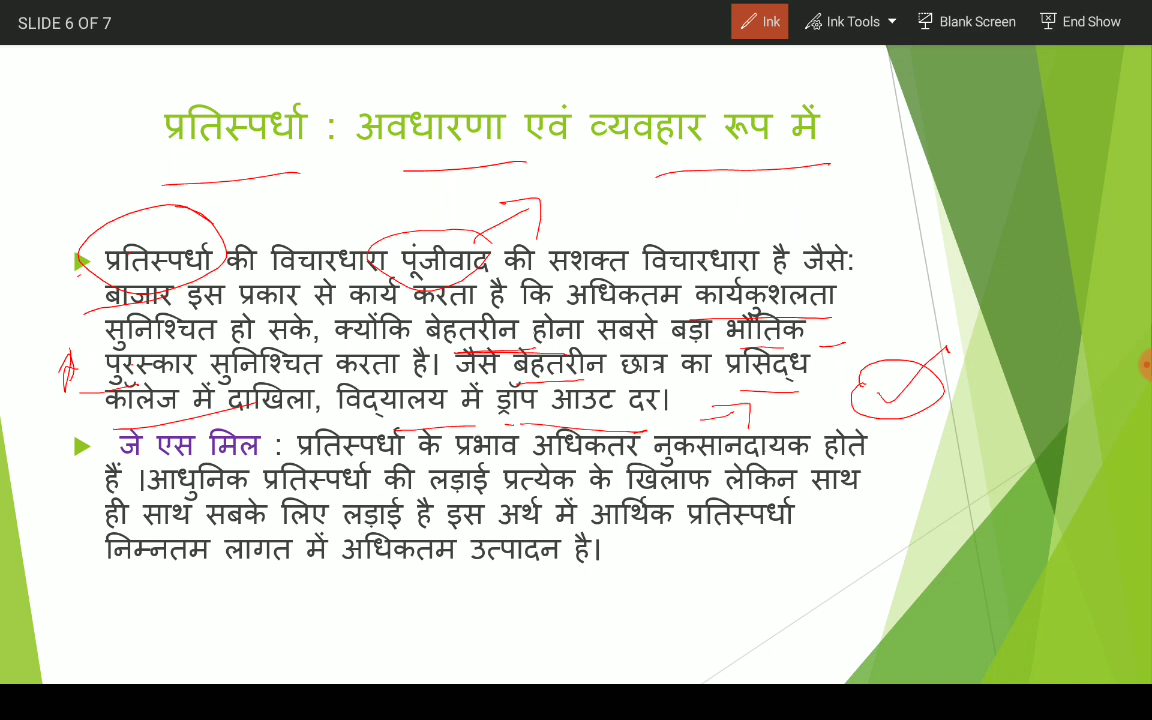 SLIDE 6 OF 7
Ink
Ink Tools
Blank Screen
End Show
प्रतिस्पर्धा : अवधारणा एवं व्यवहार रूप में
प्रतिस्पर्धा की विचारधारा पूंजीवाद की सशक्त विचारधारा है जैसे:
बाजार इस प्रकार से कार्य करता है कि अधिकतम कार्यकुशलता
सुनिश्चित हो सके, क्योंकि बेहतरीन होना सबसे बड़ा भौतिक
पुरस्कार सुनिश्चित करता है। जैसे बेहतरीन छात्र का प्रसिद्ध
कॉलेज में दाखिला, विद्यालय में ड्रॉप आउट दर।
जे एस मिल : प्रतिस्पर्धा के प्रभाव अधिकतर नुकसानदायक होते
हैं ।आधुनिक प्रतिस्पर्धा की लड़ाई प्रत्येक के खिलाफ लेकिन साथ
ही साथ सबके लिए लड़ाई है इस अर्थ में आर्थिक प्रतिस्पर्धा
निम्नतम लागत में अधिकतम उत्पादन है।